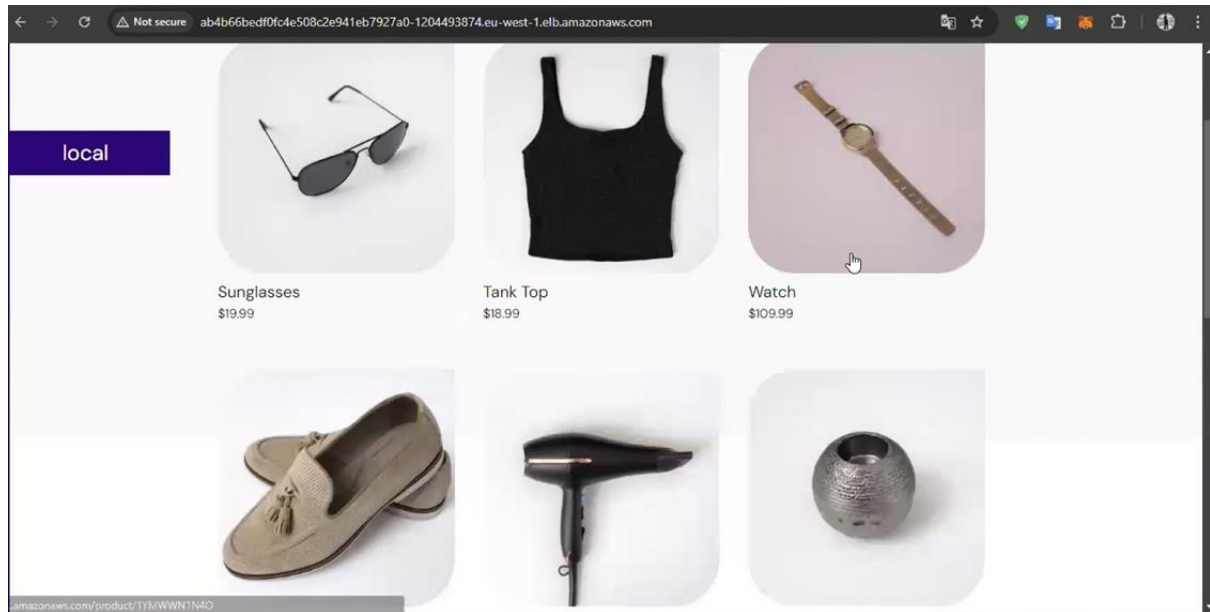 Not secure ab4b66bedf0fc4e508c2e941eb7927a0-1204493874.eu-west-1.elb.amazonaws.com
local
Sunglasses
$19.99
Tank Top
$18.99
Watch
$109.99
.amazonaws.com/product/1YMWWN1N4O